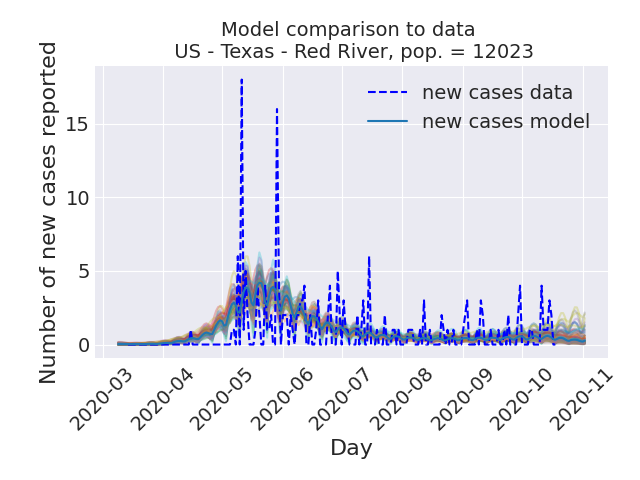 Model comparison to data
US - Texas - Red River, pop. = 12023
Number of new cases reported
15
10
5
0
new cases data
new cases model
2020-03
2020-04
2020-05
2020-06
2020-07
2020-08
2020-09
2020-10
2020-11
Day